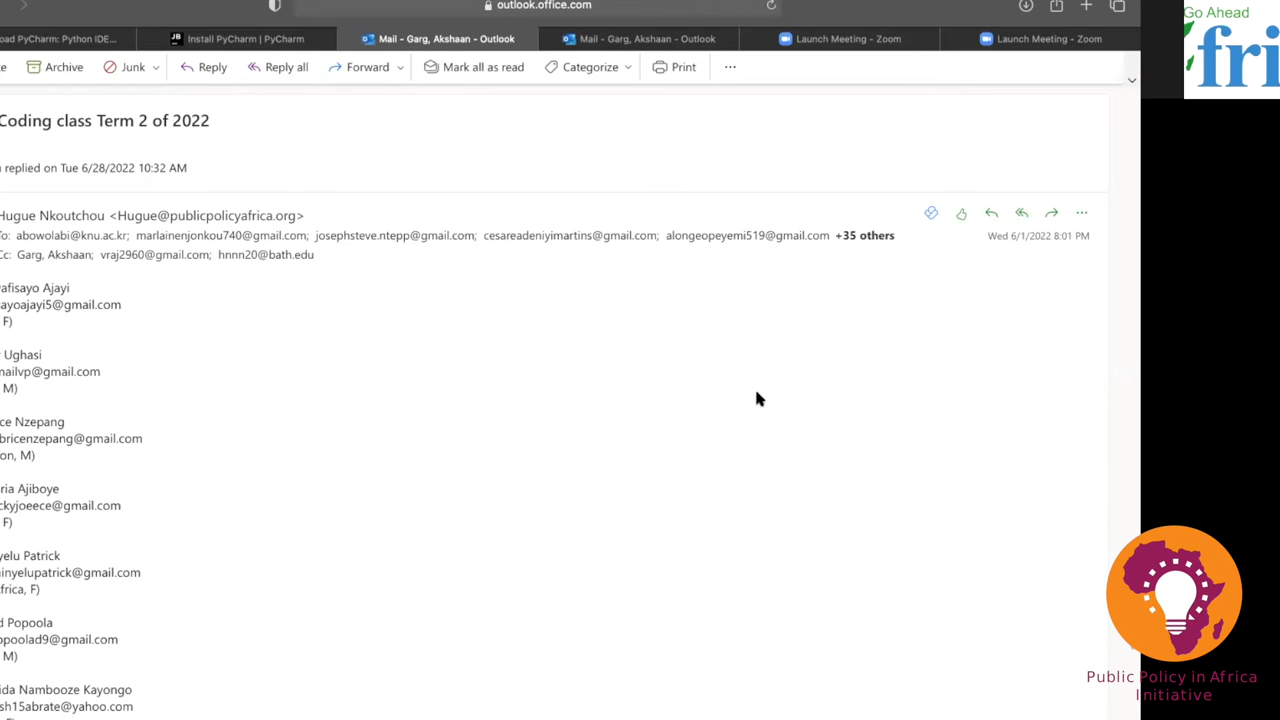 outlook.office.com
oad PyCharm: Python IDE...
JB Install PyCharm | PyCharm
Mail - Garg, Akshaan - Outlook
Mail - Garg, Akshaan - Outlook
Launch Meeting - Zoom
Launch Meeting - Zoom
Go Ahead
fri
e Archive Junk Reply Reply all Forward Mark all as read Categorize Print ...
Coding class Term 2 of 2022
u replied on Tue 6/28/2022 10:32 AM
Hugue Nkoutchou <Hugue@publicpolicyafrica.org>
To: abowolabi@knu.ac.kr; marlainenjonkou740@gmail.com; josephsteve.ntepp@gmail.com; cesareadeniyimartins@gmail.com; alongeopeyemi519@gmail.com +35 others
Wed 6/1/2022 8:01 PM
Cc: Garg, Akshaan; vraj2960@gmail.com; hnnn20@bath.edu
afisayo Ajayi
ayoajayi5@gmail.com
F)
r Ughasi
mailvp@gmail.com
M)
ce Nzepang
bricenzepang@gmail.com
on, M)
ria Ajiboye
ckyjoeece@gmail.com
F)
yelu Patrick
inyelupatrick@gmail.com
frica, F)
d Popoola
popoolad9@gmail.com
M)
ida Nambooze Kayongo
sh15abrate@yahoo.com
Public Policy in Africa
Initiative